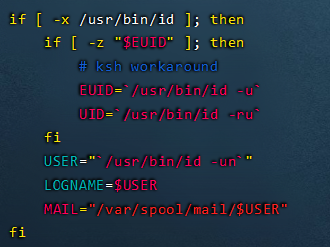 if [ -x /usr/bin/id ]; then
    if [ -z "$EUID" ]; then
        # ksh workaround
        EUID=`/usr/bin/id -u`
        UID=`/usr/bin/id -ru`
    fi
    USER="`/usr/bin/id -un`"
    LOGNAME=$USER
    MAIL="/var/spool/mail/$USER"
fi